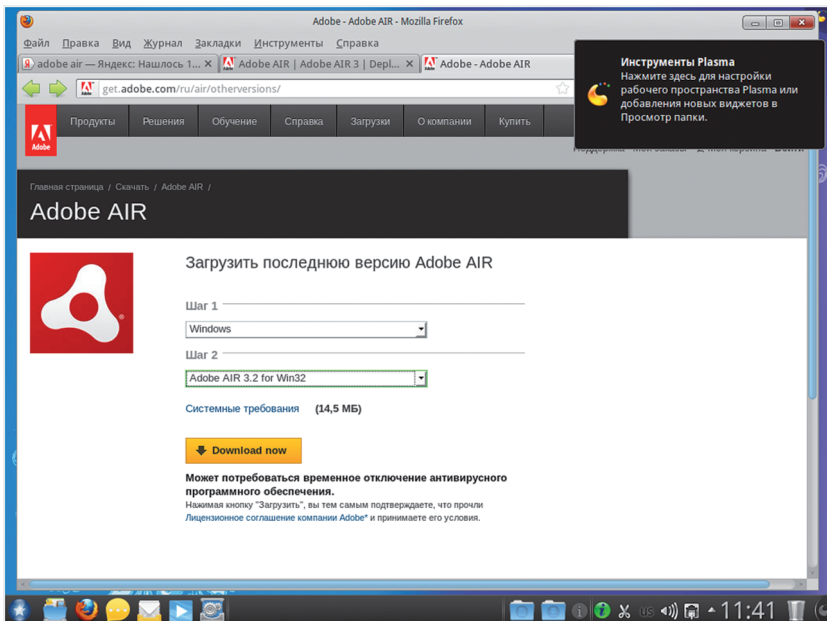 Adobe - Adobe AIR - Mozilla Firefox
Файл Правка Вид Журнал Закладки Инструменты Справка
adobe air — Яндекс: Нашлось 1...
Adobe AIR | Adobe AIR 3 | Depl...
Adobe - Adobe AIR
get.adobe.com/ru/air/otherversions/
Инструменты Plasma
Нажмите здесь для настройки
рабочего пространства Plasma или
добавления новых виджетов в
Просмотр папки.
Adobe
Продукты Решения Обучение Справка Загрузки О компании Купить
Главная страница / Скачать / Adobe AIR /
Adobe AIR
Загрузить последнюю версию Adobe AIR
Шаг 1
Windows
Шаг 2
Adobe AIR 3.2 for Win32
Системные требования (14,5 МБ)
Download now
Может потребоваться временное отключение антивирусного
программного обеспечения.
Нажимая кнопку "Загрузить", вы тем самым подтверждаете, что прочли
Лицензионное соглашение компании Adobe* и принимаете его условия.
us
11:41